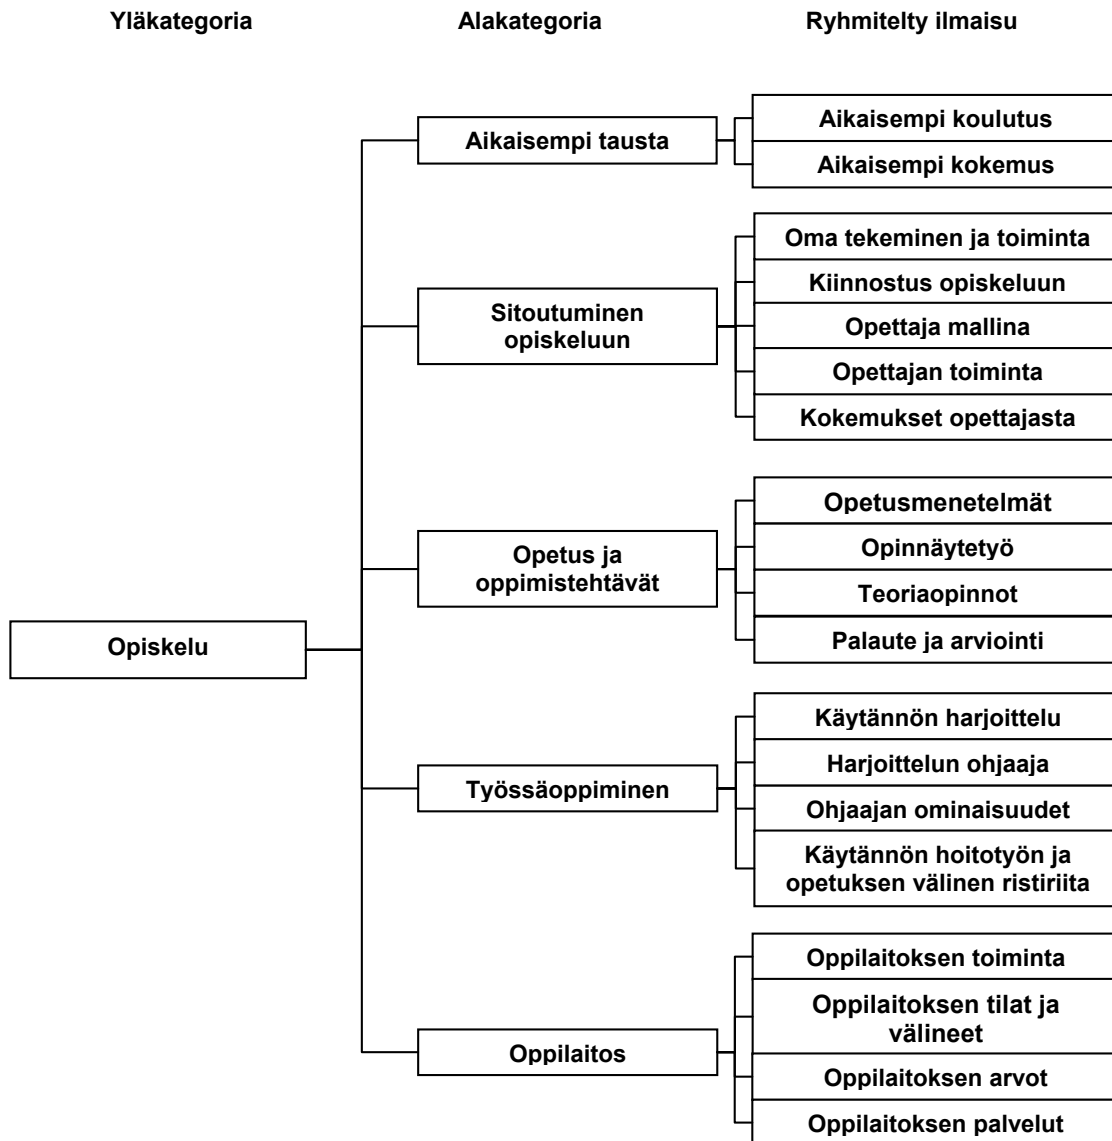 Yläkategoria
Alakategoria
Ryhmitelty ilmaisu
Opiskelu
Aikaisempi tausta
Aikaisempi koulutus
Aikaisempi kokemus
Sitoutuminen
opiskeluun
Oma tekeminen ja toiminta
Kiinnostus opiskeluun
Opettaja mallina
Opettajan toiminta
Kokemukset opettajasta
Opetus ja
oppimistehtävät
Opetusmenetelmät
Opinnäytetyö
Teoriaopinnot
Palaute ja arviointi
Työssäoppiminen
Käytännön harjoittelu
Harjoittelun ohjaaja
Ohjaajan ominaisuudet
Käytännön hoitotyön ja
opetuksen välinen ristiriita
Oppilaitos
Oppilaitoksen toiminta
Oppilaitoksen tilat ja
välineet
Oppilaitoksen arvot
Oppilaitoksen palvelut